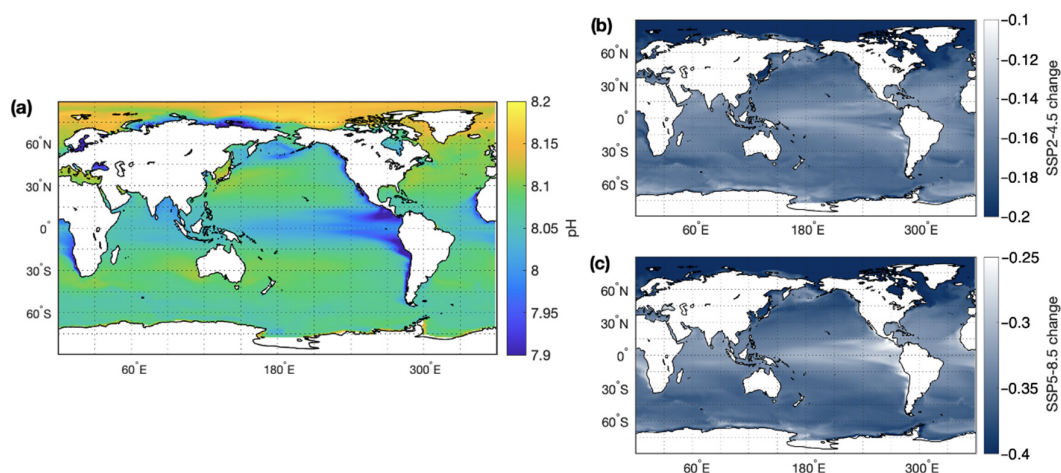 (a)
60°N
30°N
0°
30°S
60°S
60°E
180°E
300°E
8.2
8.15
8.1
8.05
8
7.95
7.9
pH
(b)
60°N
30°N
0°
30°S
60°S
60°E
180°E
300°E
-0.1
-0.12
-0.14
-0.16
-0.18
-0.2
SSP2-4.5 change
(c)
60°N
30°N
0°
30°S
60°S
60°E
180°E
300°E
-0.25
-0.3
-0.35
-0.4
SSP5-8.5 change